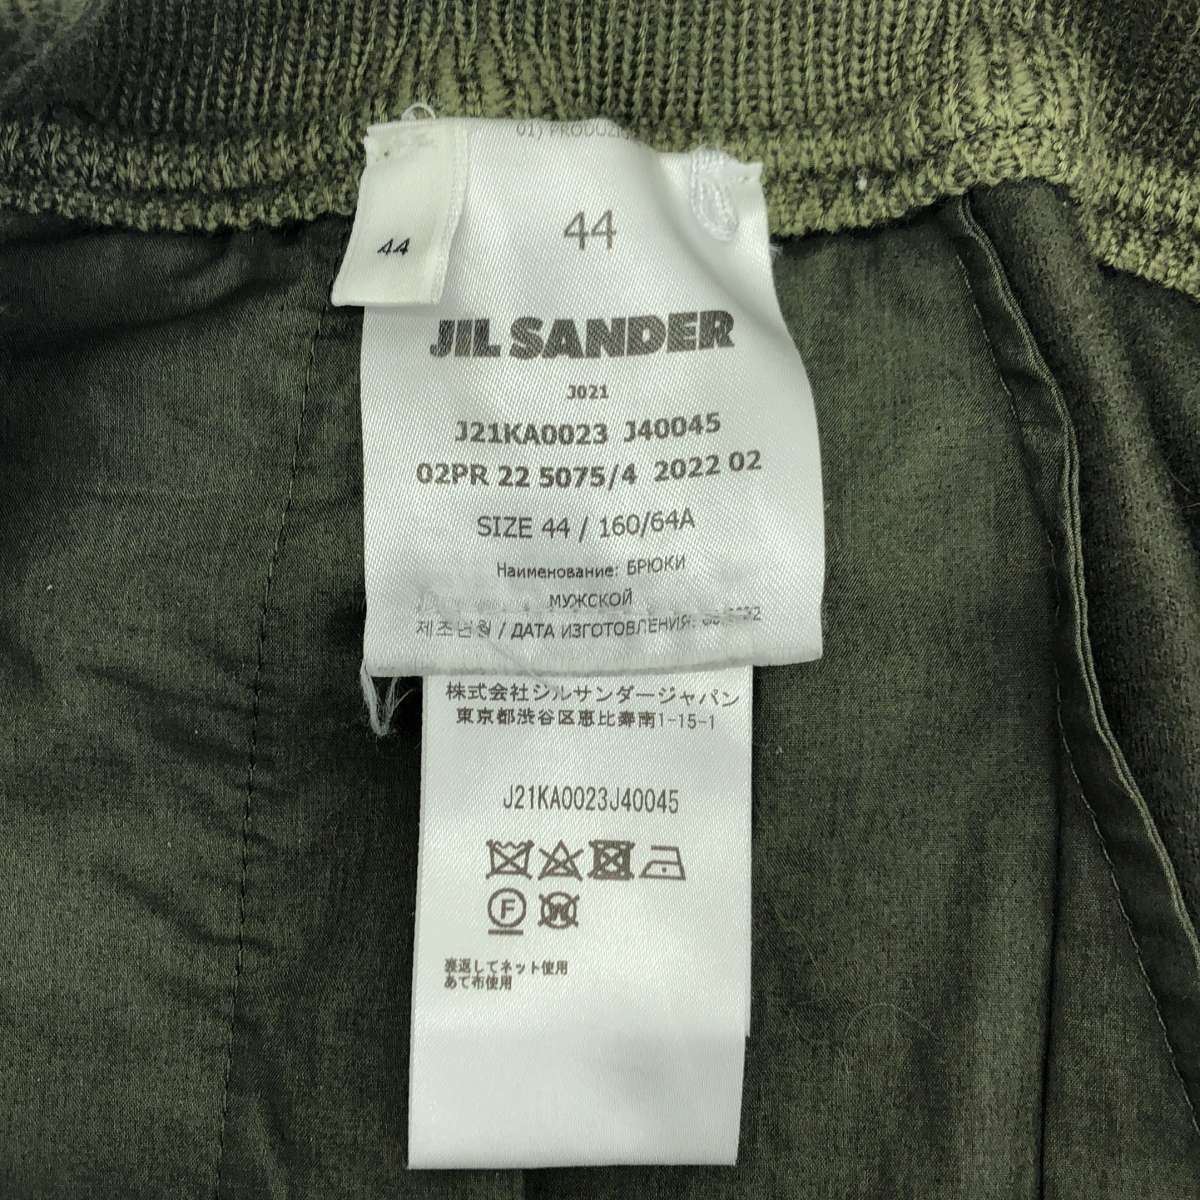 01) PRODUZI
44
44
JIL SANDER
J021
J21KA0023 J40045
02PR 22 5075/4 2022 02
SIZE 44 / 160/64A
Наименование: БРЮКИ
МУЖСКОЙ
제조년월 / ДАТА ИЗГОТОВЛЕНИЯ:
株式会社ジルサンダージャパン
東京都渋谷区恵比寿南1-15-1
J21KA0023J40045
F
W
裏返してネット使用
あて布使用